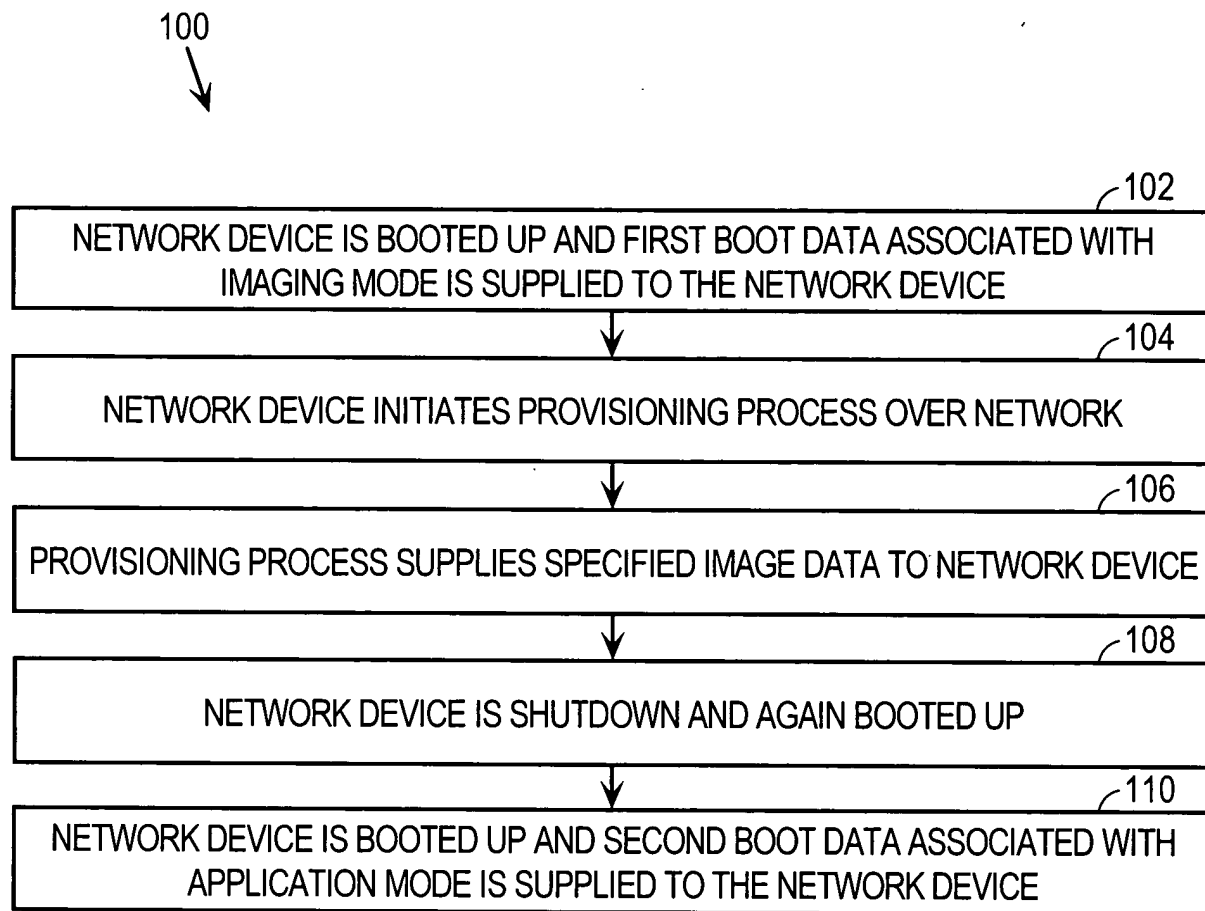 100
102
NETWORK DEVICE IS BOOTED UP AND FIRST BOOT DATA ASSOCIATED WITH
IMAGING MODE IS SUPPLIED TO THE NETWORK DEVICE
104
NETWORK DEVICE INITIATES PROVISIONING PROCESS OVER NETWORK
106
PROVISIONING PROCESS SUPPLIES SPECIFIED IMAGE DATA TO NETWORK DEVICE
108
NETWORK DEVICE IS SHUTDOWN AND AGAIN BOOTED UP
110
NETWORK DEVICE IS BOOTED UP AND SECOND BOOT DATA ASSOCIATED WITH
APPLICATION MODE IS SUPPLIED TO THE NETWORK DEVICE